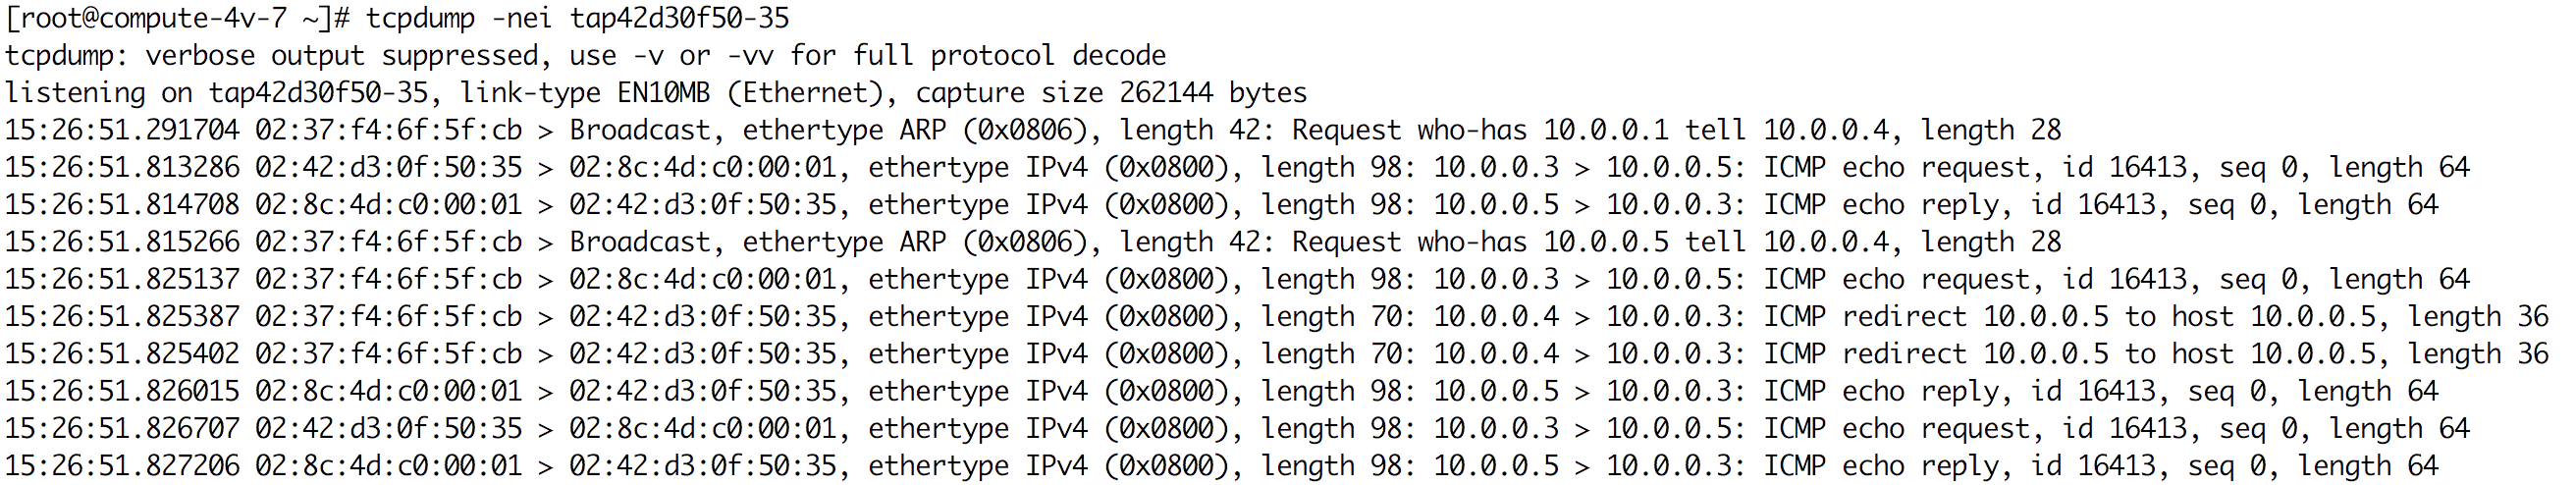 [root@compute-4v-7 ~]# tcpdump -nei tap42d30f50-35
tcpdump: verbose output suppressed, use -v or -vv for full protocol decode
listening on tap42d30f50-35, link-type EN10MB (Ethernet), capture size 262144 bytes
15:26:51.291704 02:37:f4:6f:5f:cb > Broadcast, ethertype ARP (0x0806), length 42: Request who-has 10.0.0.1 tell 10.0.0.4, length 28
15:26:51.813286 02:42:d3:0f:50:35 > 02:8c:4d:c0:00:01, ethertype IPv4 (0x0800), length 98: 10.0.0.3 > 10.0.0.5: ICMP echo request, id 16413, seq 0, length 64
15:26:51.814708 02:8c:4d:c0:00:01 > 02:42:d3:0f:50:35, ethertype IPv4 (0x0800), length 98: 10.0.0.5 > 10.0.0.3: ICMP echo reply, id 16413, seq 0, length 64
15:26:51.815266 02:37:f4:6f:5f:cb > Broadcast, ethertype ARP (0x0806), length 42: Request who-has 10.0.0.5 tell 10.0.0.4, length 28
15:26:51.825137 02:37:f4:6f:5f:cb > 02:8c:4d:c0:00:01, ethertype IPv4 (0x0800), length 98: 10.0.0.3 > 10.0.0.5: ICMP echo request, id 16413, seq 0, length 64
15:26:51.825387 02:37:f4:6f:5f:cb > 02:42:d3:0f:50:35, ethertype IPv4 (0x0800), length 70: 10.0.0.4 > 10.0.0.3: ICMP redirect 10.0.0.5 to host 10.0.0.5, length 36
15:26:51.825402 02:37:f4:6f:5f:cb > 02:42:d3:0f:50:35, ethertype IPv4 (0x0800), length 70: 10.0.0.4 > 10.0.0.3: ICMP redirect 10.0.0.5 to host 10.0.0.5, length 36
15:26:51.826015 02:8c:4d:c0:00:01 > 02:42:d3:0f:50:35, ethertype IPv4 (0x0800), length 98: 10.0.0.5 > 10.0.0.3: ICMP echo reply, id 16413, seq 0, length 64
15:26:51.826707 02:42:d3:0f:50:35 > 02:8c:4d:c0:00:01, ethertype IPv4 (0x0800), length 98: 10.0.0.3 > 10.0.0.5: ICMP echo request, id 16413, seq 0, length 64
15:26:51.827206 02:8c:4d:c0:00:01 > 02:42:d3:0f:50:35, ethertype IPv4 (0x0800), length 98: 10.0.0.5 > 10.0.0.3: ICMP echo reply, id 16413, seq 0, length 64